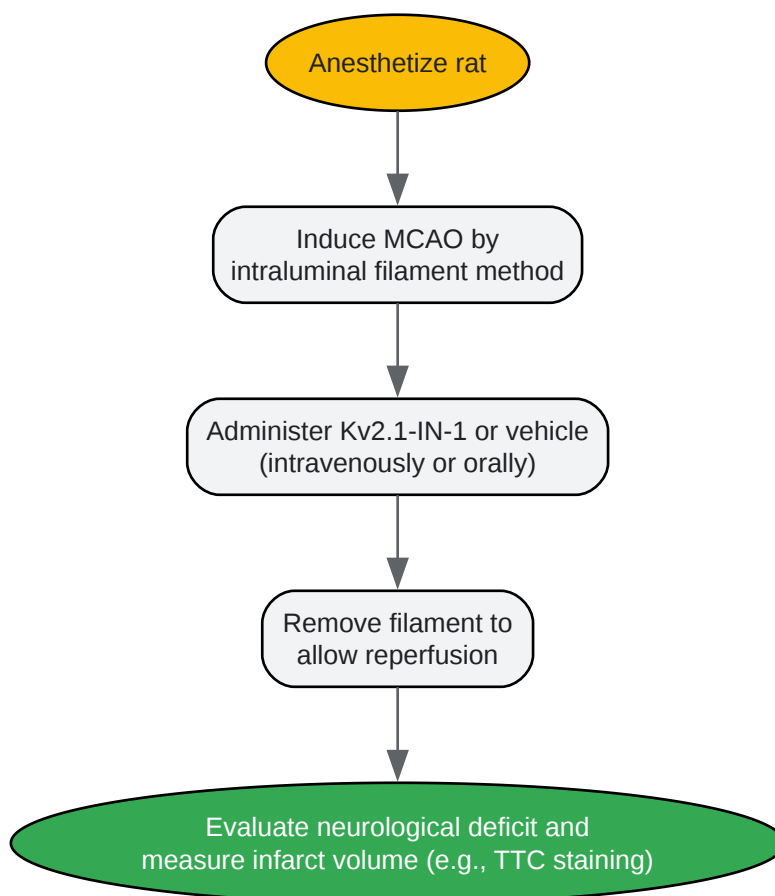 Anesthetize rat
Induce MCAO by
intraluminal filament method
Administer Kv2.1-IN-1 or vehicle
(intravenously or orally)
Remove filament to
allow reperfusion
Evaluate neurological deficit and
measure infarct volume (e.g., TTC staining)